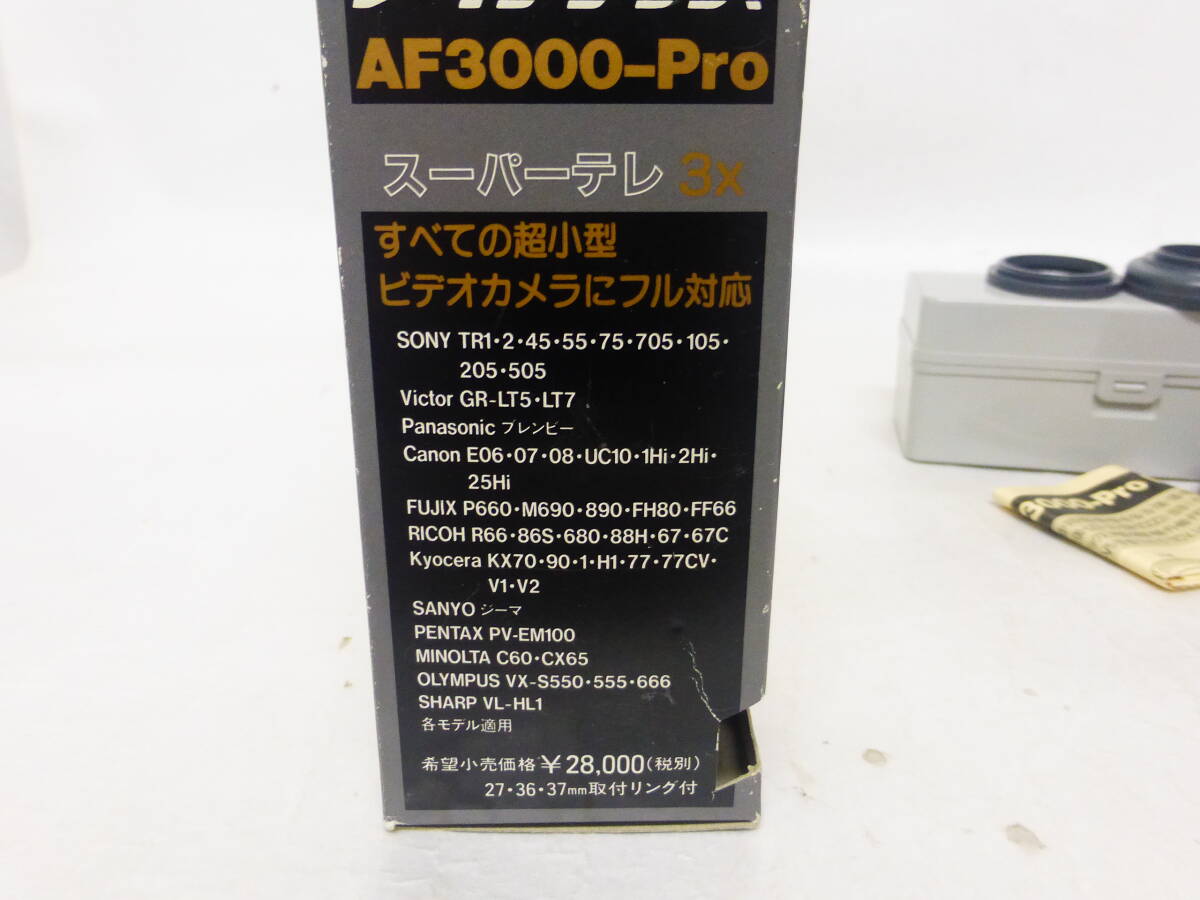 AF3000-Pro
スーパーテレ 3x
すべての超小型
ビデオカメラにフル対応
SONY TR1・2・45・55・75・705・105・
205・505
Victor GR-LT5・LT7
Panasonic ブレンビー
Canon E06・07・08・UC10・1Hi・2Hi・
25Hi
FUJIX P660・M690・890・FH80・FF66
RICOH R66・86S・680・88H・67・67C
Kyocera KX70・90・1・H1・77・77CV・
V1・V2
SANYO ジーマ
PENTAX PV-EM100
MINOLTA C60・CX65
OLYMPUS VX-S550・555・666
SHARP VL-HL1
各モデル適用
希望小売価格 ¥28,000(税別)
27・36・37mm取付リング付
3000-Pro